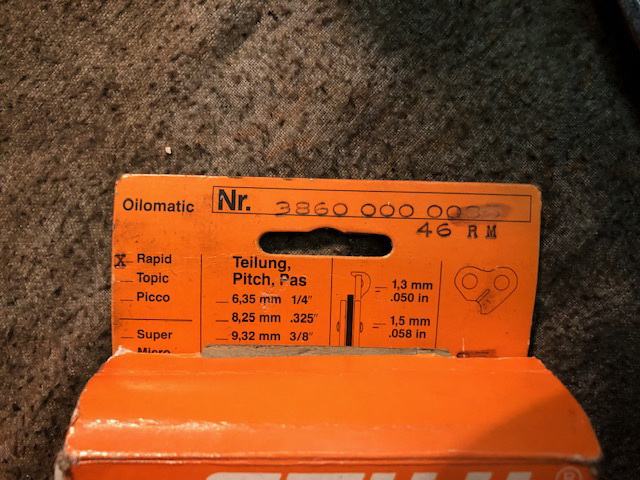 Oilomatic
Nr. 3860 000 00
46 RM
X Rapid
Topic
Picco
Super
Micro
Teilung,
Pitch, Pas
6,35 mm 1/4"
8,25 mm .325"
9,32 mm 3/8"
1,3 mm
.050 in
1,5 mm
.058 in
STIHL®